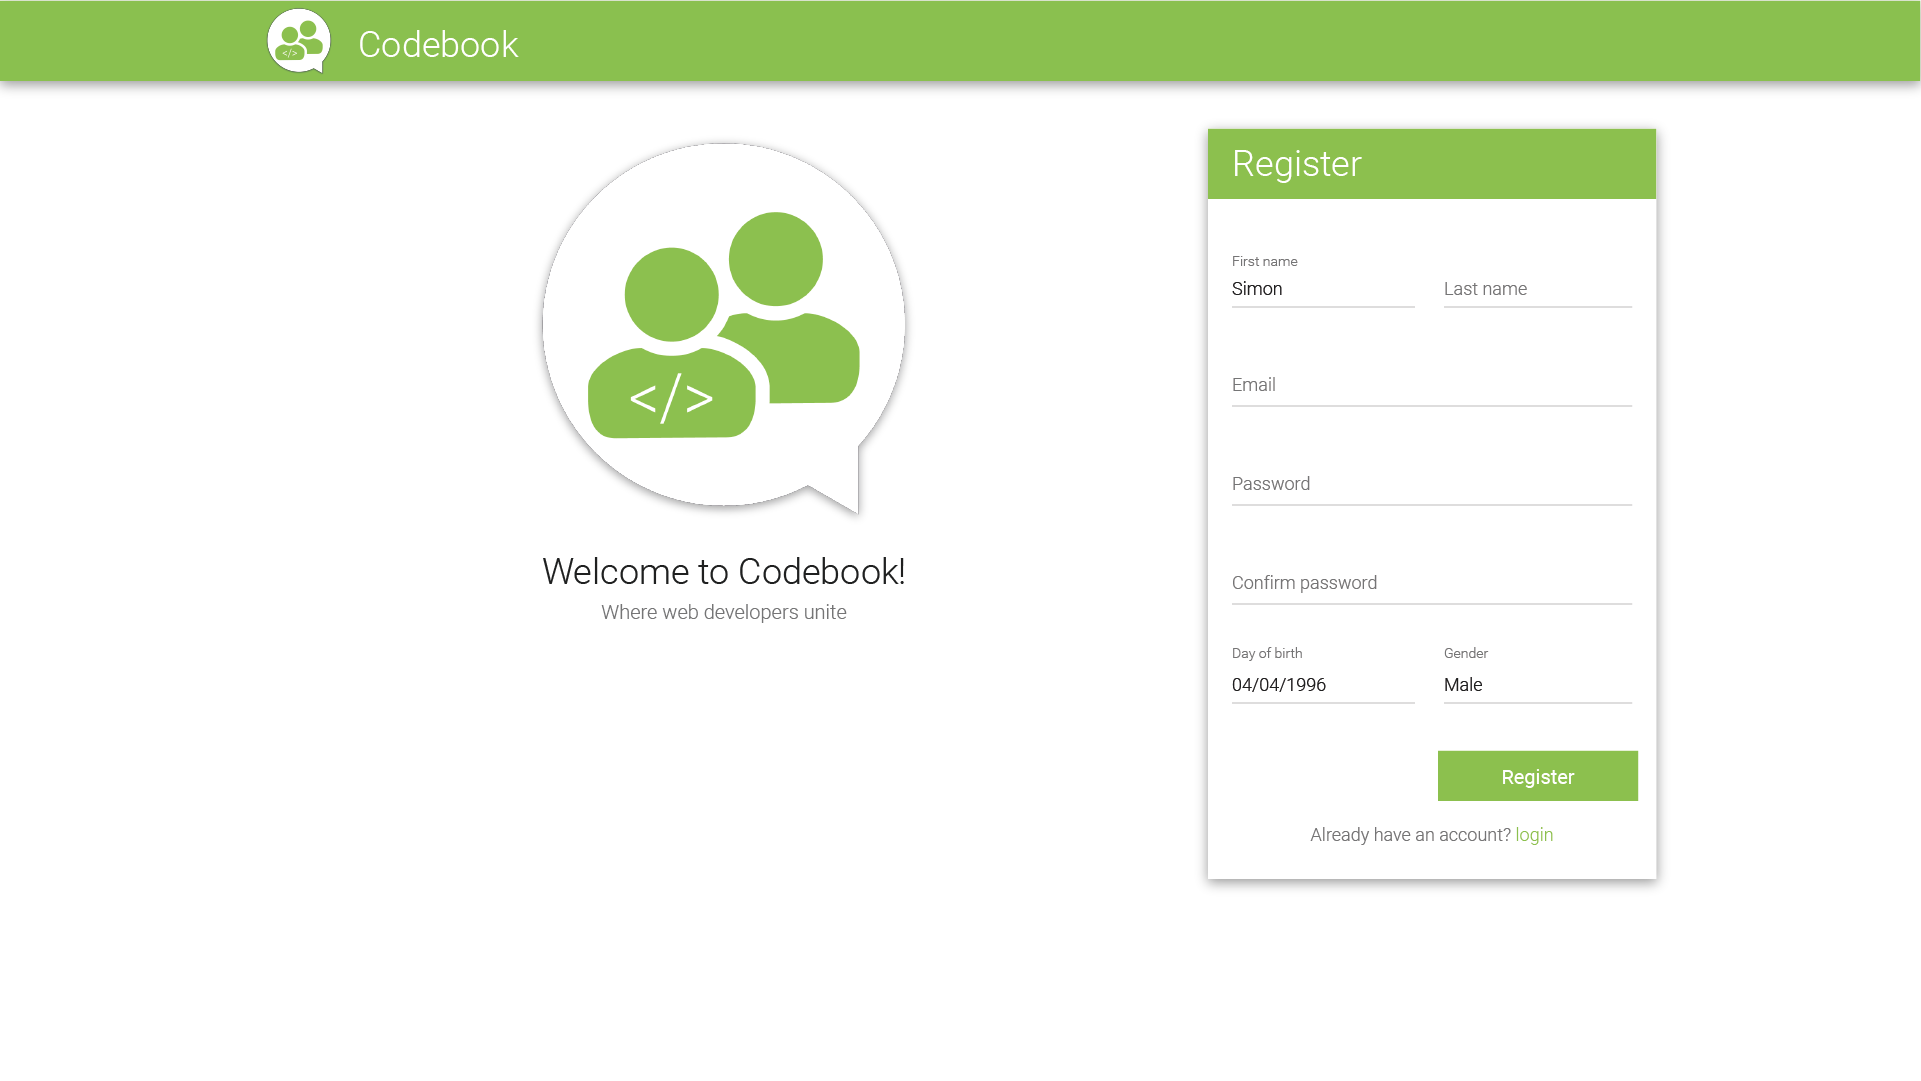 </>
Codebook
</>
Welcome to Codebook!
Where web developers unite
Register
First name
Simon
Last name
Email
Password
Confirm password
Day of birth
Gender
04/04/1996
Male
Register
Already have an account? login